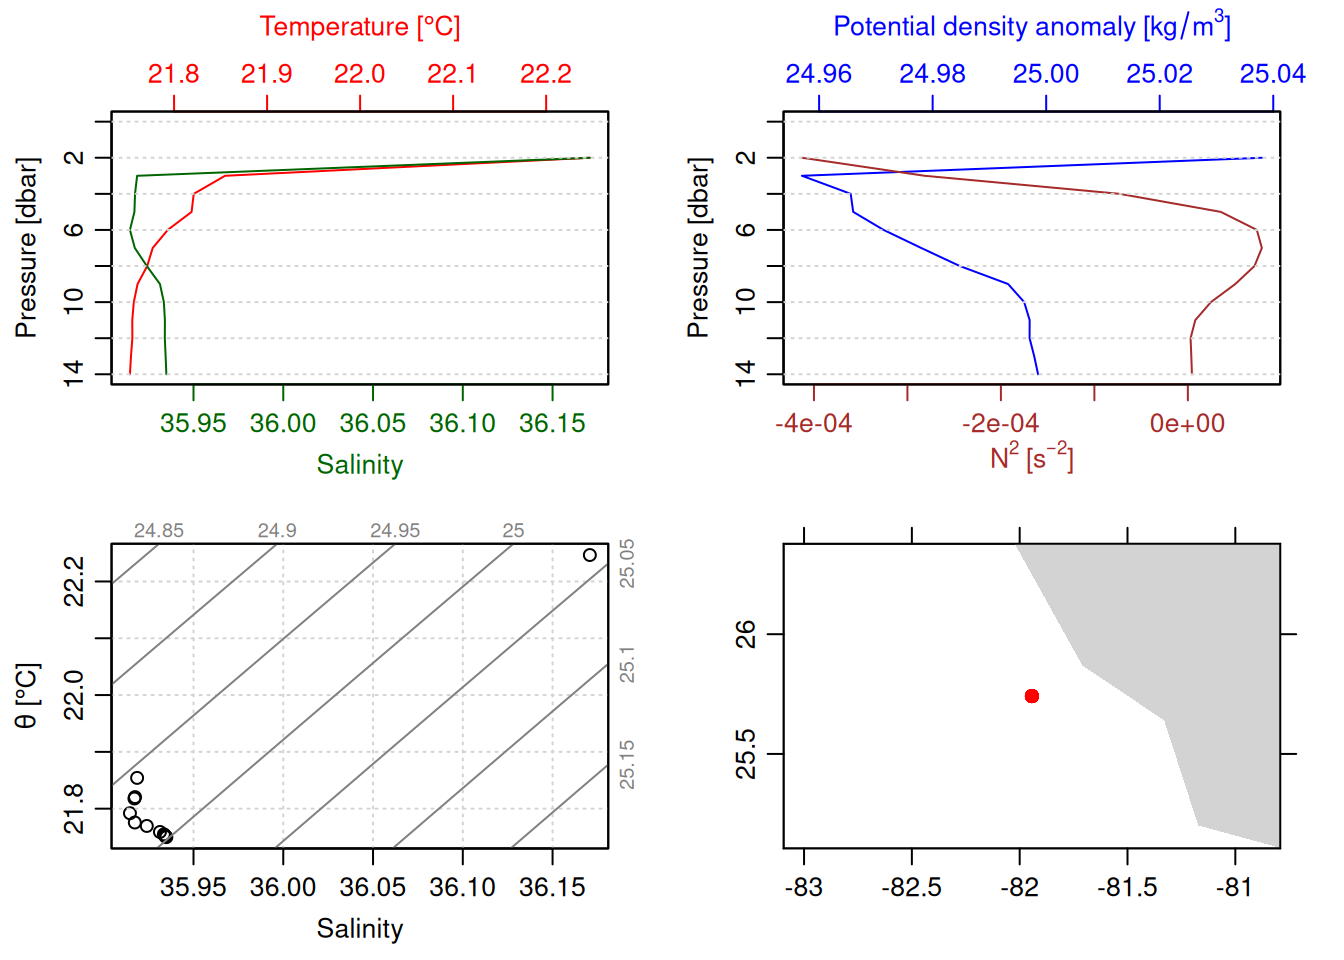 Temperature [°C]
21.8 21.9 22.0 22.1 22.2
Pressure [dbar]
2
6
10
14
35.95 36.00 36.05 36.10 36.15
Salinity
Potential density anomaly [kg/m³]
24.96 24.98 25.00 25.02 25.04
Pressure [dbar]
2
6
10
14
-4e-04 -2e-04 0e+00
N² [s⁻²]
24.85 24.9 24.95 25
25.05
25.1
25.15
θ [°C]
22.2
22.0
21.8
35.95 36.00 36.05 36.10 36.15
Salinity
26
25.5
-83 -82.5 -82 -81.5 -81